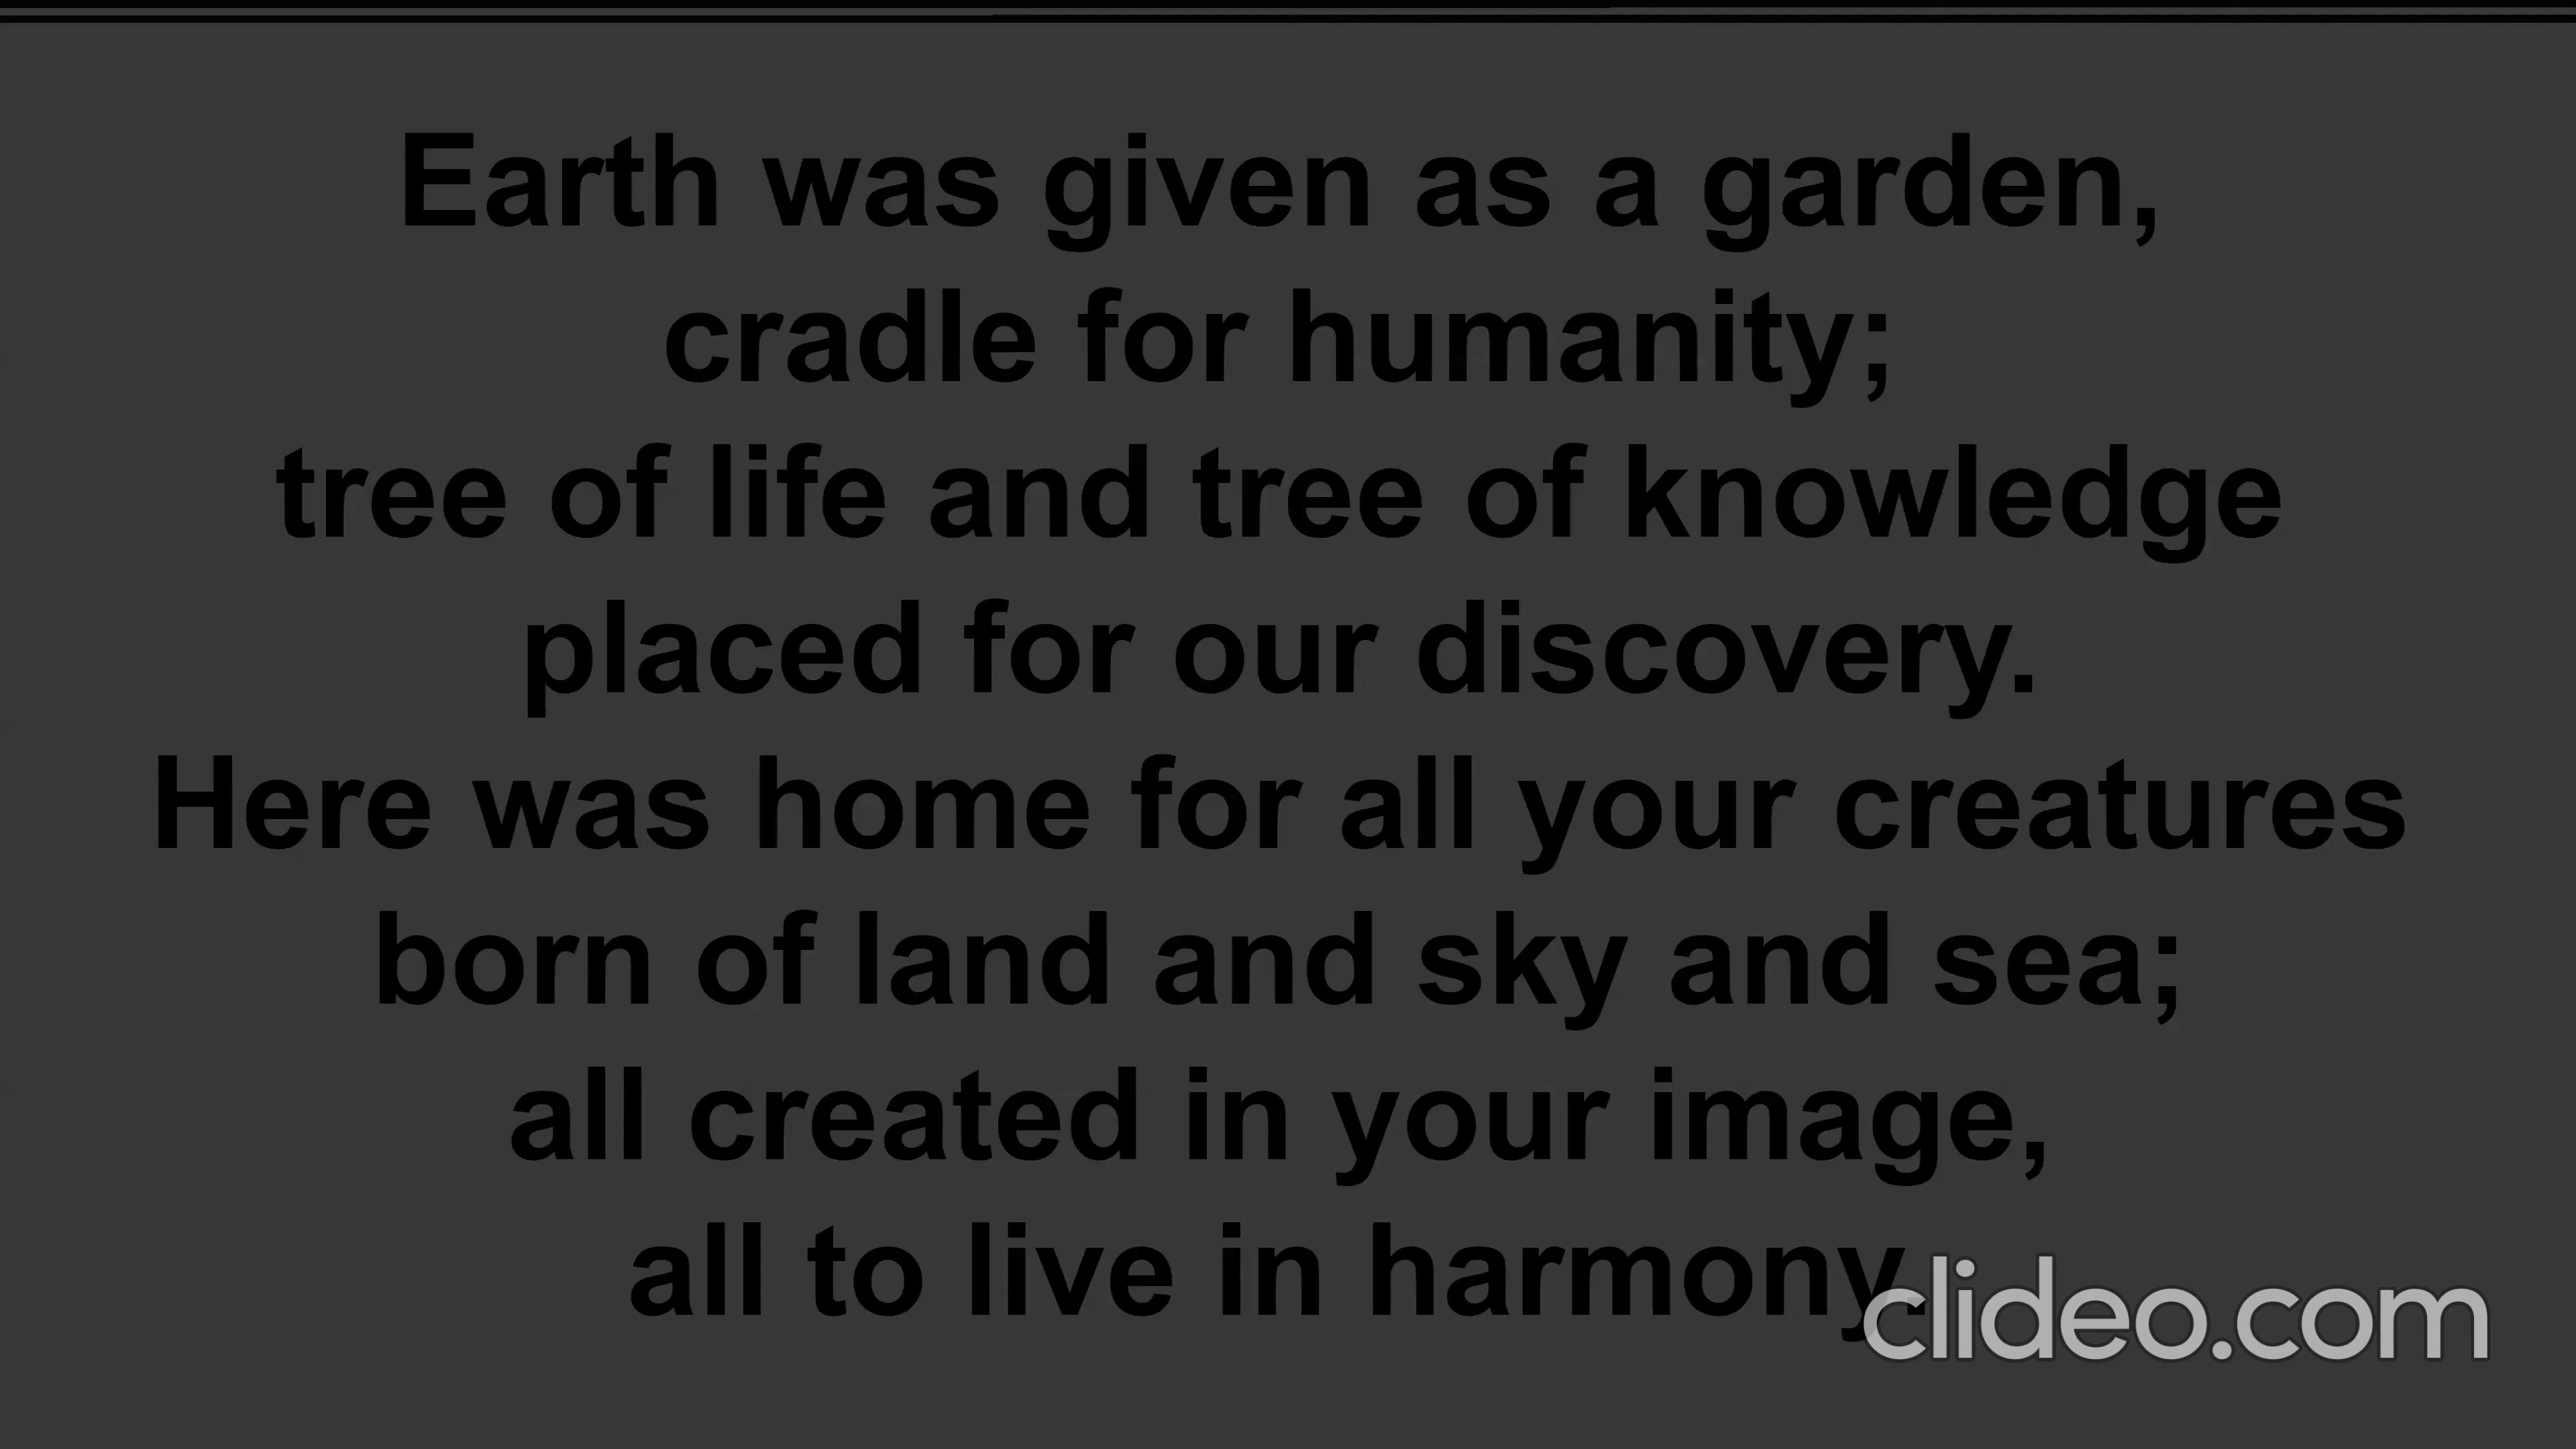 Earth was given as a garden,
cradle for humanity;
tree of life and tree of knowledge
placed for our discovery.
Here was home for all your creatures
born of land and sky and sea;
all created in your image,
all to live in harmony.
clideo.com